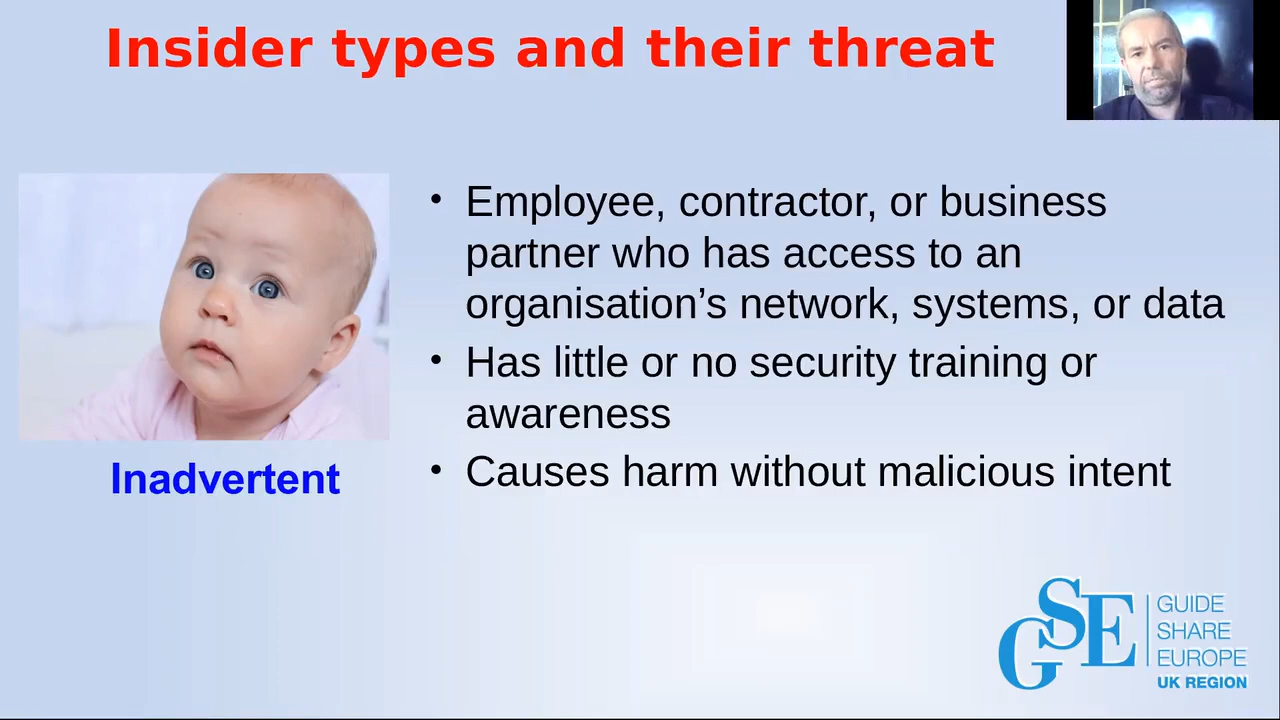 Insider types and their threat
• Employee, contractor, or business
partner who has access to an
organisation’s network, systems, or data
• Has little or no security training or
awareness
• Causes harm without malicious intent
Inadvertent
GSE
GUIDE
SHARE
EUROPE
UK REGION